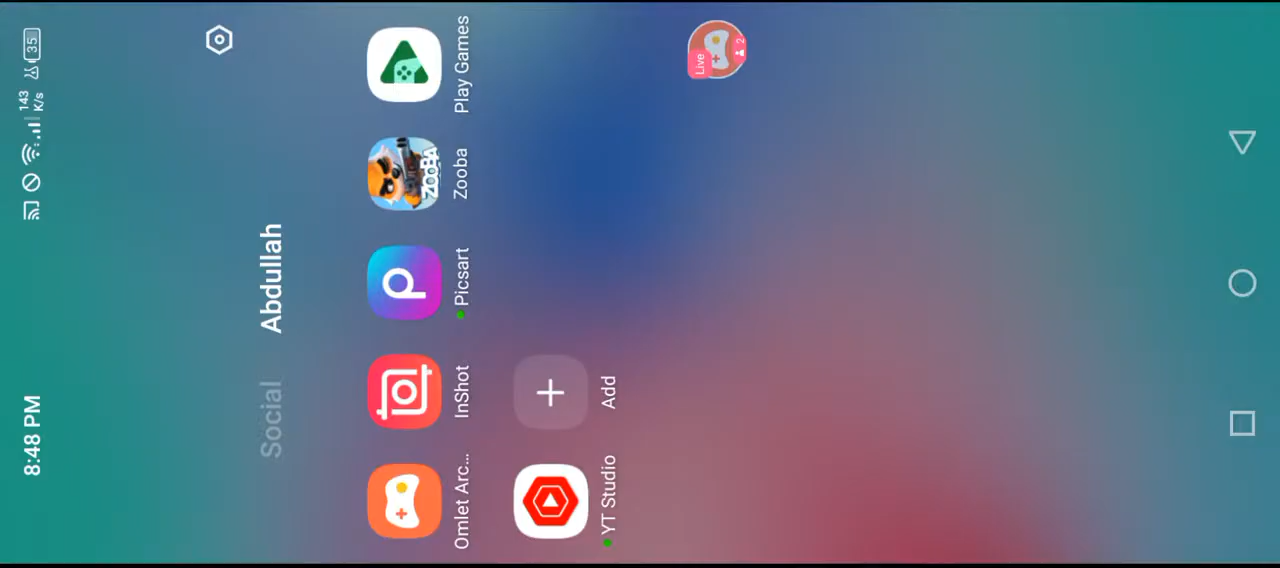 8:48 PM
143
K/s
35
Social Abdullah
Omlet Arc...
InShot
Picsart
ZOOBA
Zooba
Play Games
YT Studio
Add
Live
2